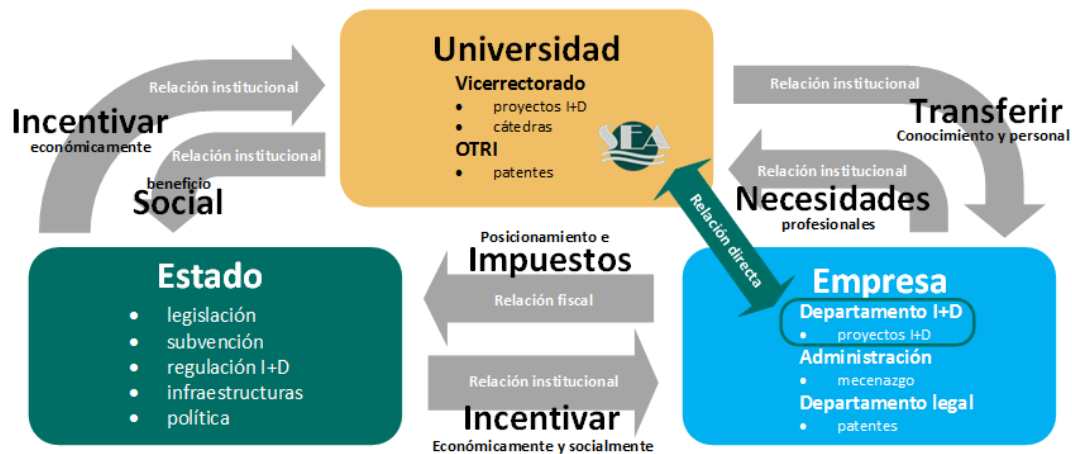 Universidad
Vicerrectorado
• proyectos I+D
• cátedras
OTRI
• patentes
SEA
Relación institucional
Incentivar
económicamente
Relación institucional
beneficio
Social
Relación institucional
Transferir
Conocimiento y personal
Relación institucional
Necesidades
profesionales
Relación directa
Estado
• legislación
• subvención
• regulación I+D
• infraestructuras
• política
Posicionamiento e
Impuestos
Relación fiscal
Relación institucional
Incentivar
Económicamente y socialmente
Empresa
Departamento I+D
• proyectos I+D
Administración
• mecenazgo
Departamento legal
• patentes